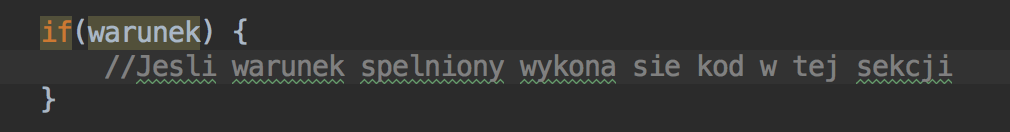 if(warunek) {
//Jesli warunek spelniony wykona sie kod w tej sekcji
}